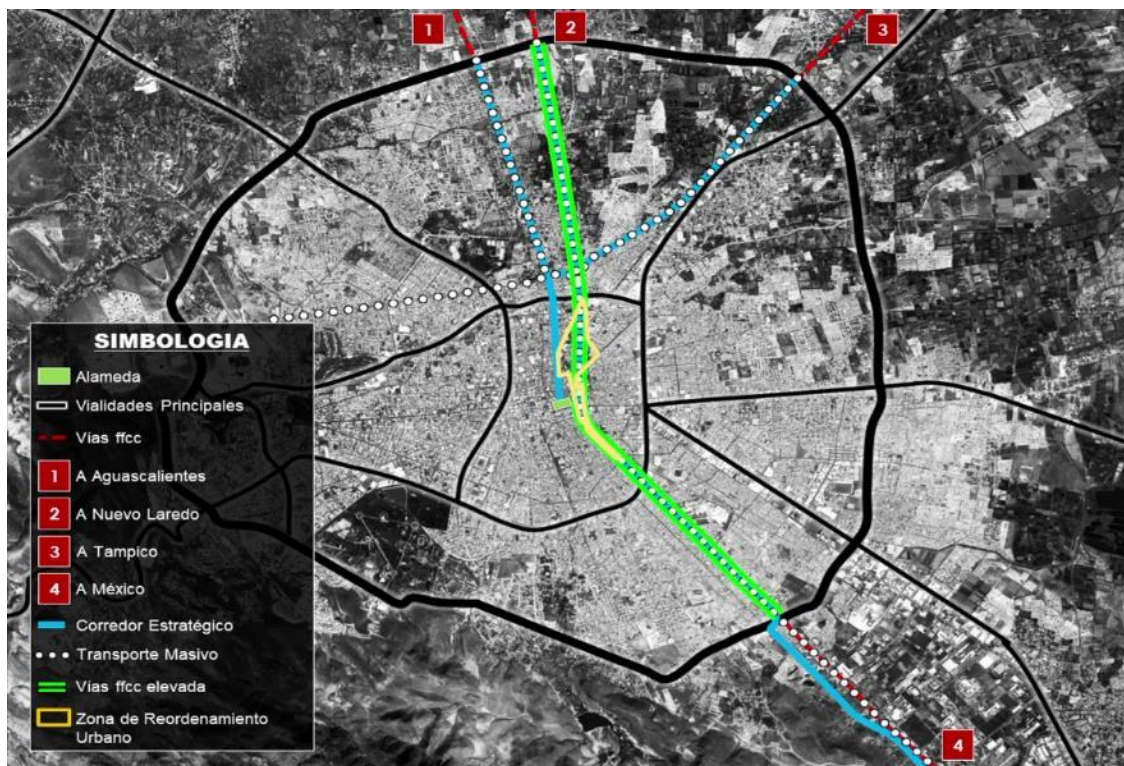 1
2
3
SIMBOLOGIA
Alameda
Vialidades Principales
Vías ffcc
1 A Aguascalientes
2 A Nuevo Laredo
3 A Tampico
4 A México
Corredor Estratégico
Transporte Masivo
Vías ffcc elevada
Zona de Reordenamiento
Urbano
4